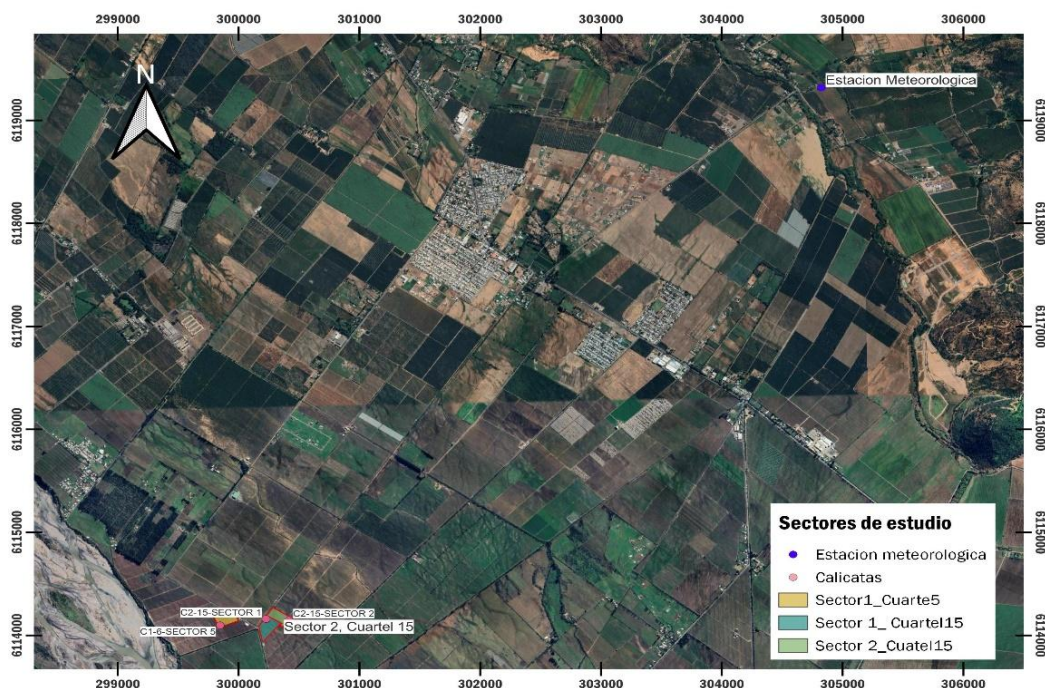 299000 300000 301000 302000 303000 304000 305000 306000
N
Estacion Meteorologica
6119000 6119000
6118000 6118000
6117000 6117000
6116000 6116000
6115000 6115000
6114000 6114000
C2-15-SECTOR 1
C2-15-SECTOR 2
C1-6-SECTOR 5
Sector 2, Cuartel 15
Sectores de estudio
Estacion meteorologica
Calicatas
Sector1_Cuarte5
Sector 1_ Cuartel15
Sector 2_Cuatel15
299000 300000 301000 302000 303000 304000 305000 306000